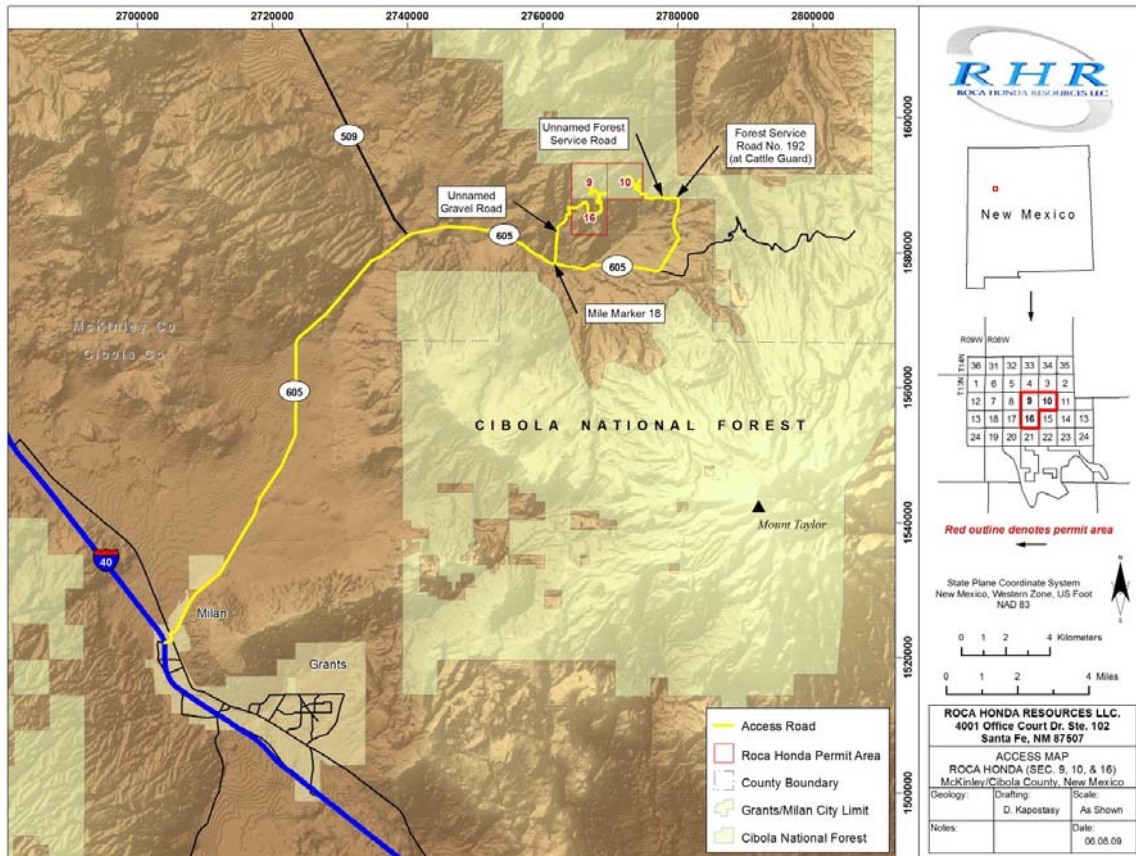 2700000 2720000 2740000 2760000 2780000 2800000
1600000
1580000
1560000
1540000
1520000
1500000
509
Unnamed Forest
Service Road
Forest Service
Road No. 192
(at Cattle Guard)
9
10
16
Unnamed
Gravel Road
605
605
Mile Marker 18
McKinley Co
Cibola Co
605
CIBOLA NATIONAL FOREST
Mount Taylor
40
Milan
Grants
Access Road
Roca Honda Permit Area
County Boundary
Grants/Milan City Limit
Cibola National Forest
RHR
ROCA HONDA RESOURCES LLC
New Mexico
R09W R08W
T14N
T13N
36 31 32 33 34 35
1 6 5 4 3 2
12 7 8 9 10 11
13 18 17 16 15 14 13
24 19 20 21 22 23 24
Red outline denotes permit area
State Plane Coordinate System
New Mexico, Western Zone, US Foot
NAD 83
N
S
0 1 2 4 Kilometers
0 1 2 4 Miles
ROCA HONDA RESOURCES LLC.
4001 Office Court Dr. Ste. 102
Santa Fe, NM 87507
ACCESS MAP
ROCA HONDA (SEC. 9, 10, & 16)
McKinley/Cibola County, New Mexico
Geology: Drafting: Scale:
D. Kapostasy As Shown
Notes: Date:
06.08.09